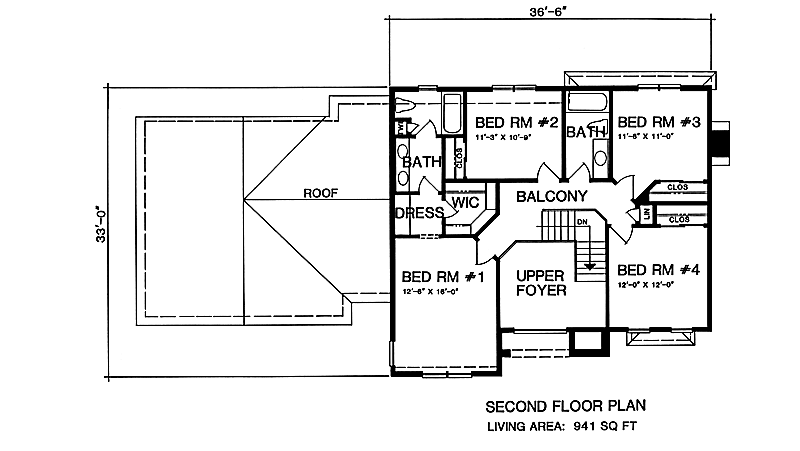 36'-6"
33'-0"
BED RM #2
11'-3" X 10'-9"
BATH
BED RM #3
11'-6" X 11'-0"
CLOS
BATH
CLOS
ROOF
BALCONY
WIC
DRESS
LIN
CLOS
DN
BED RM #1
12'-6" X 16'-0"
UPPER
FOYER
BED RM #4
12'-0" X 12'-0"
SECOND FLOOR PLAN
LIVING AREA: 941 SQ FT